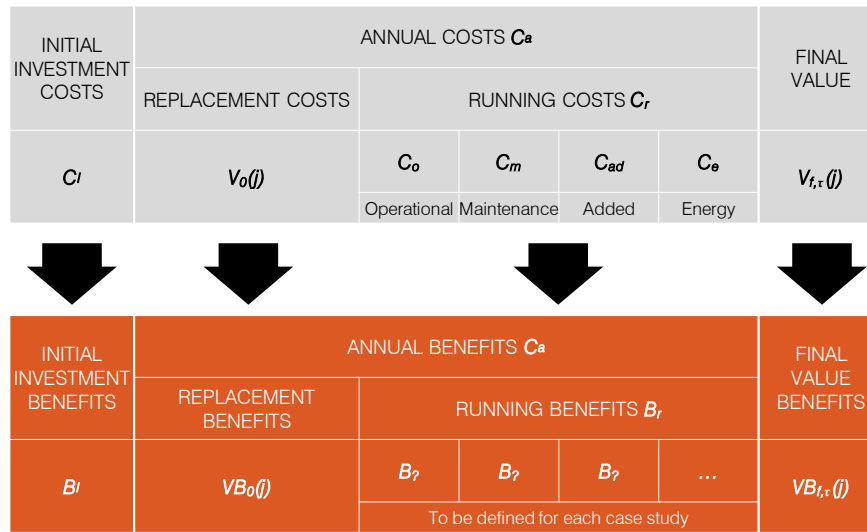 INITIAL
INVESTMENT
COSTS
ANNUAL COSTS Ca
FINAL
VALUE
REPLACEMENT COSTS
RUNNING COSTS Cr
CI
V0(j)
Co
Cm
Cad
Ce
Vf,τ(j)
Operational
Maintenance
Added
Energy
INITIAL
INVESTMENT
BENEFITS
ANNUAL BENEFITS Ca
FINAL
VALUE
BENEFITS
REPLACEMENT
BENEFITS
RUNNING BENEFITS Br
BI
VB0(j)
B?
B?
B?
...
VBf,τ(j)
To be defined for each case study